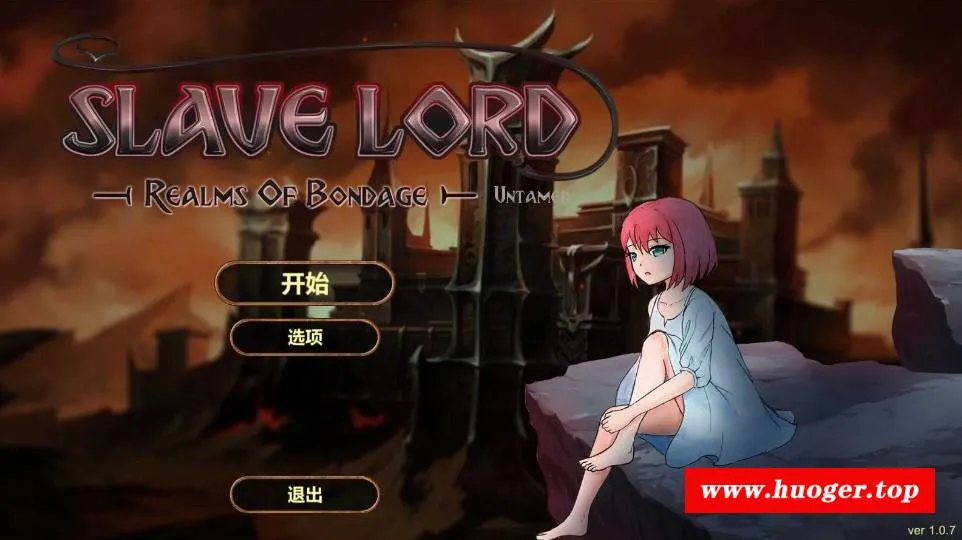 SLAVE LORD
REALMS OF BONDAGE UNTAMED
开始
选项
退出
www.huoger.top
ver 1.0.7